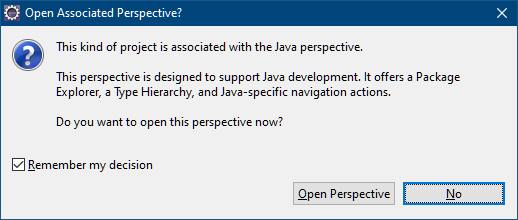 Open Associated Perspective?
This kind of project is associated with the Java perspective.
This perspective is designed to support Java development. It offers a Package
Explorer, a Type Hierarchy, and Java-specific navigation actions.
Do you want to open this perspective now?
Remember my decision
Open Perspective
No